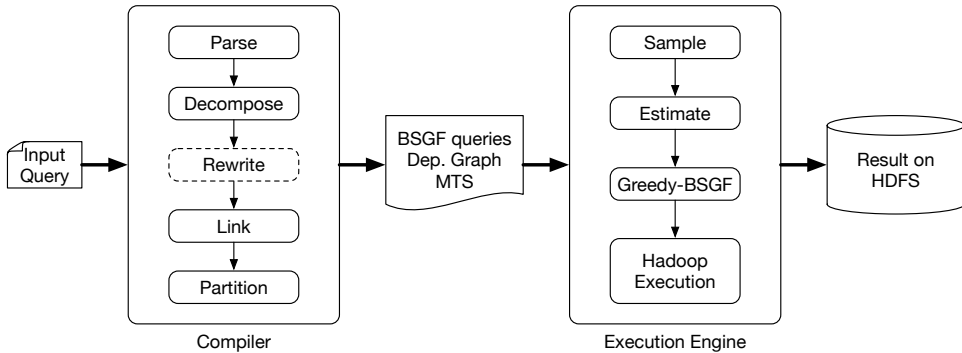 Input
Query
Parse
Decompose
Rewrite
Link
Partition
Compiler
BSGF queries
Dep. Graph
MTS
Sample
Estimate
Greedy-BSGF
Hadoop
Execution
Execution Engine
Result on
HDFS